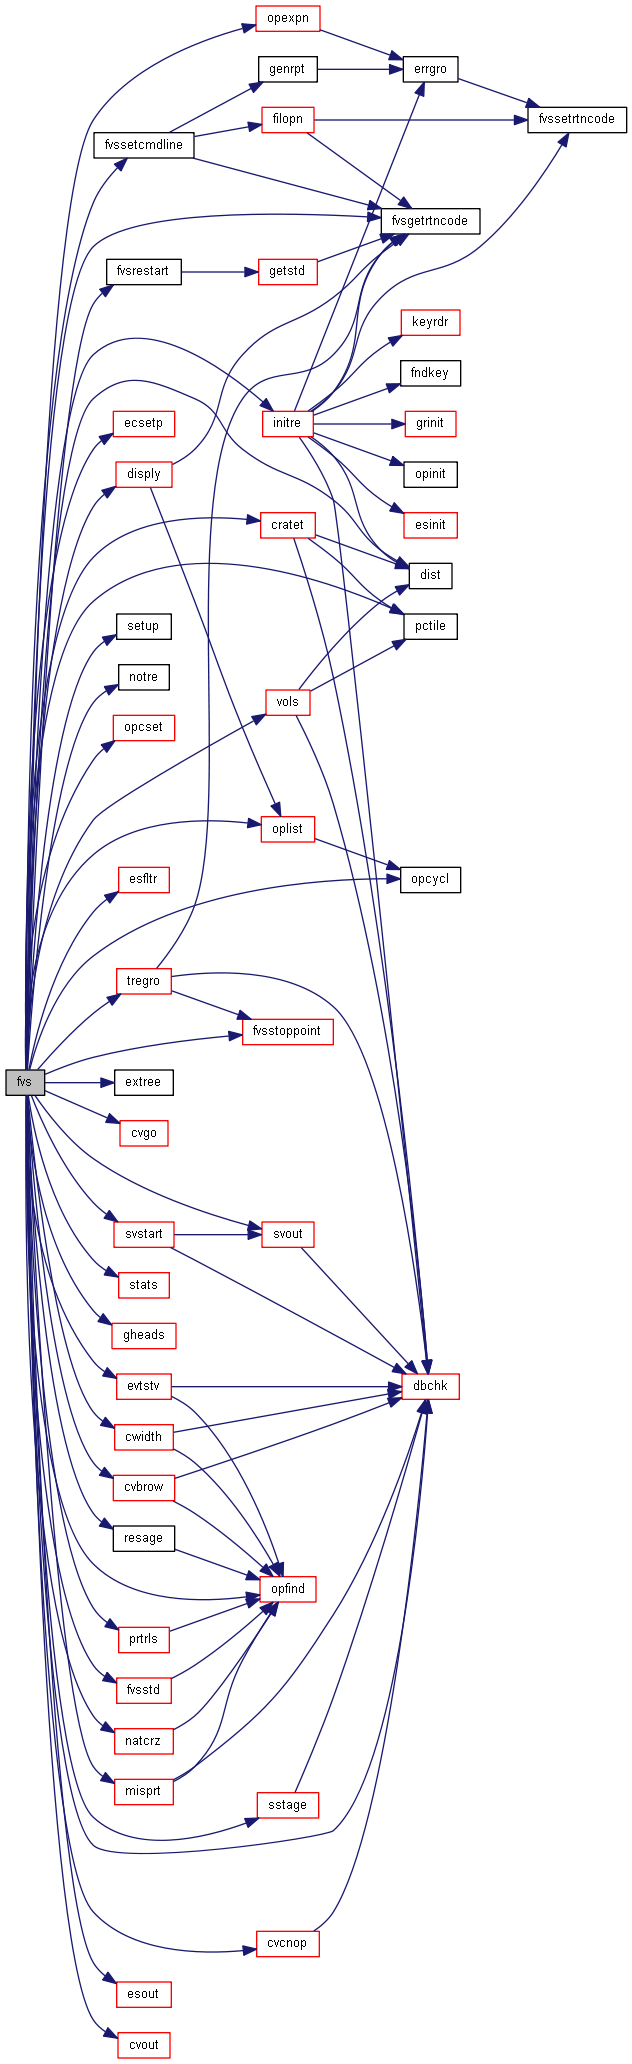 opexpn
genrpt
errgro
filopn
fvssetrtncode
fvssetcmdline
fvsgetrtncode
fvsrestart
getstd
keyrdr
fndkey
initre
grinit
ecsetp
disply
opinit
cratet
esinit
dist
setup
pctile
notre
vols
opcset
oplist
esfltr
opcycl
tregro
fvsstoppoint
fvs
extree
cvgo
svstart
svout
stats
gheads
evtstv
dbchk
cwidth
cvbrow
resage
opfind
prtrls
fvsstd
natcrz
misprt
sstage
cvcnop
esout
cvout